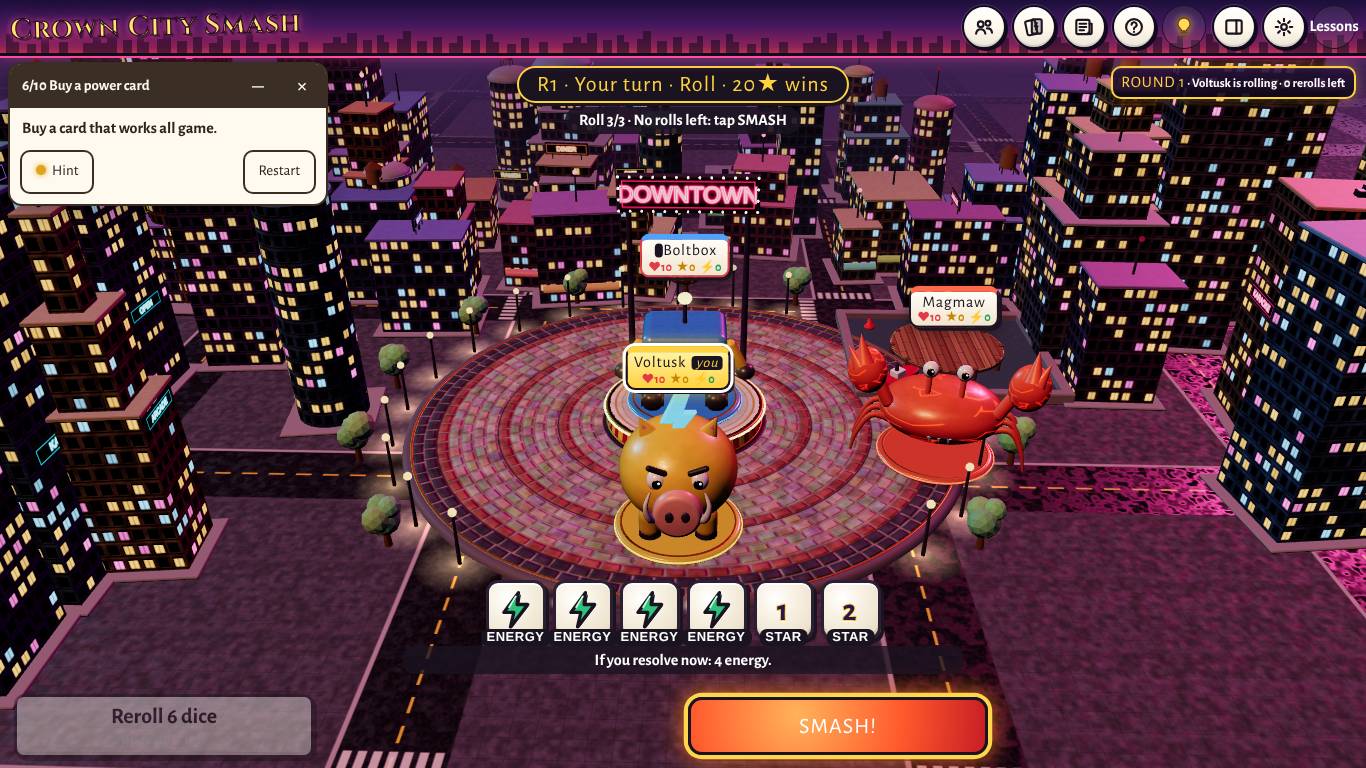 Crown City Smash
Lessons
6/10 Buy a power card
Buy a card that works all game.
Hint
Restart
R1 · Your turn · Roll · 20★ wins
Roll 3/3 · No rolls left: tap SMASH
ROUND 1 · Voltusk is rolling · 0 rerolls left
DINER
DOWNTOWN
Boltbox
♥10 ★0 ⚡0
Magmaw
♥10 ★0 ⚡0
Voltusk you
♥10 ★0 ⚡0
ENERGY ENERGY ENERGY ENERGY 1 STAR 2 STAR
If you resolve now: 4 energy.
Reroll 6 dice
SMASH!